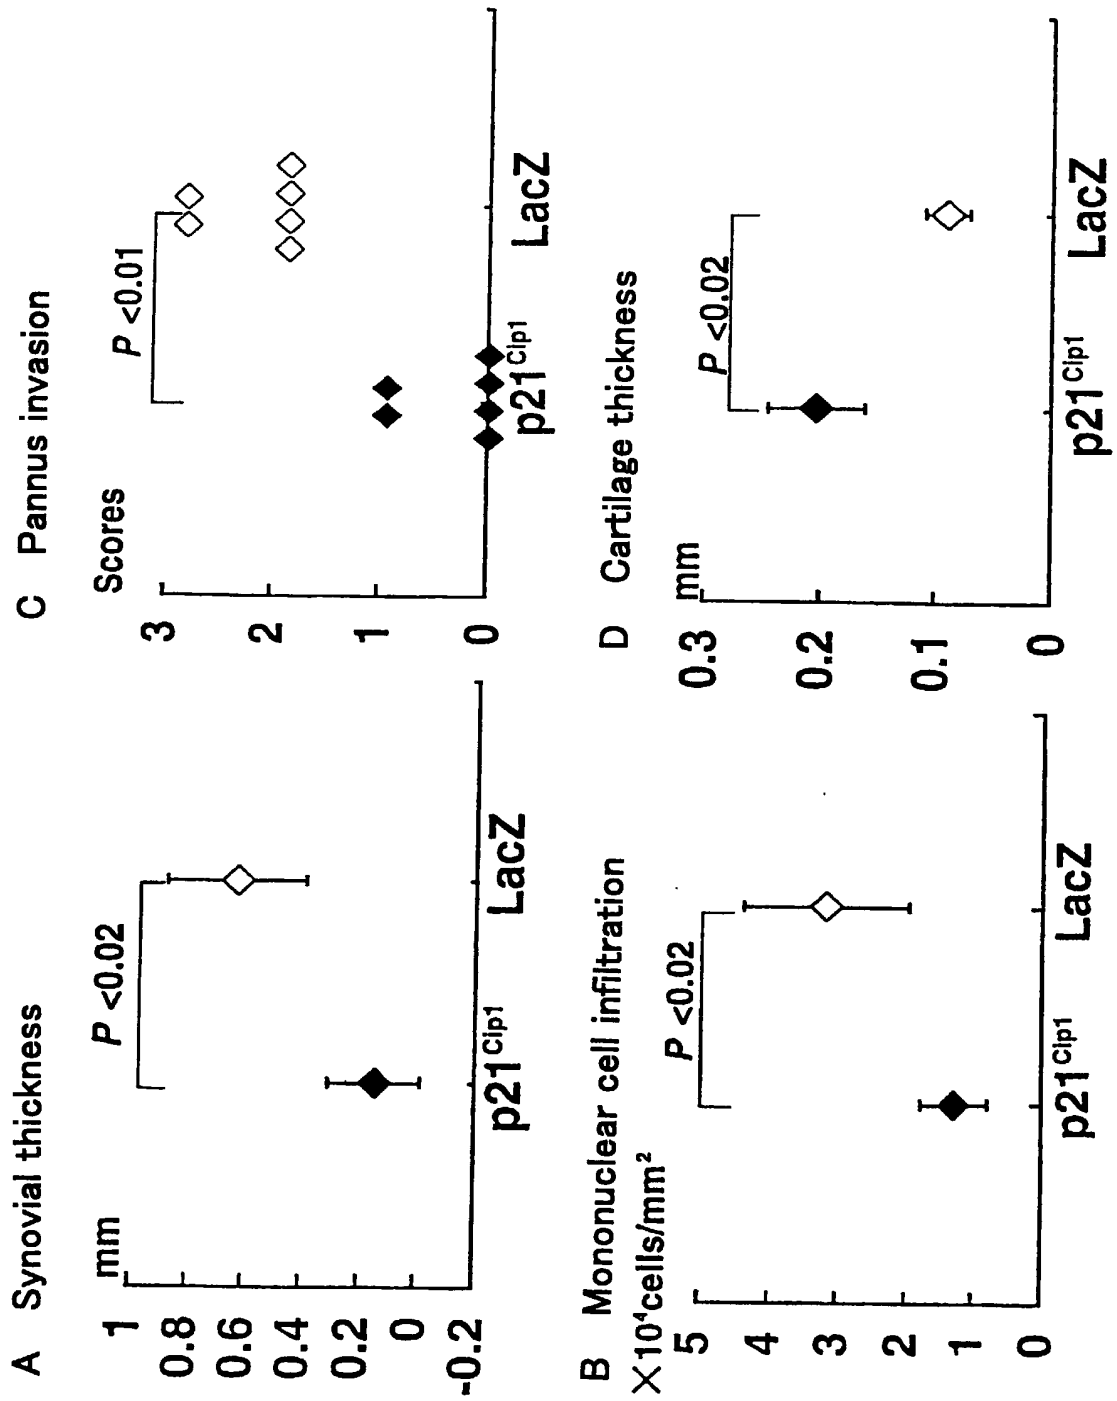 A Synovial thickness
mm
1
0.8
0.6
0.4
0.2
0
-0.2
P <0.02
p21Cip1 LacZ
B Mononuclear cell infiltration
×10⁴cells/mm²
5
4
3
2
1
0
P <0.02
p21Cip1 LacZ
C Pannus invasion
Scores
3
2
1
0
P <0.01
p21Cip1 LacZ
D Cartilage thickness
mm
0.3
0.2
0.1
0
P <0.02
p21Cip1 LacZ